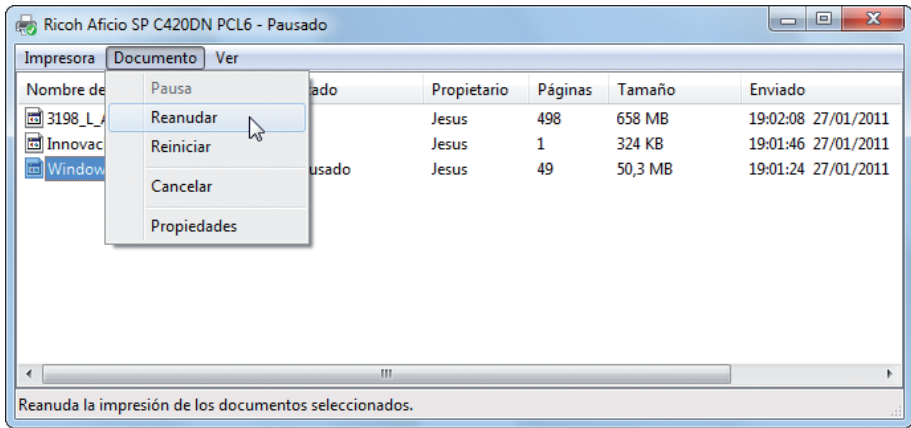 Ricoh Aficio SP C420DN PCL6 - Pausado
Impresora Documento Ver
Nombre de Pausa ado Propietario Páginas Tamaño Enviado
3198_L_A Reanudar Jesus 498 658 MB 19:02:08 27/01/2011
Innovac Reiniciar Jesus 1 324 KB 19:01:46 27/01/2011
Window usado Jesus 49 50,3 MB 19:01:24 27/01/2011
Cancelar
Propiedades
Reanuda la impresión de los documentos seleccionados.